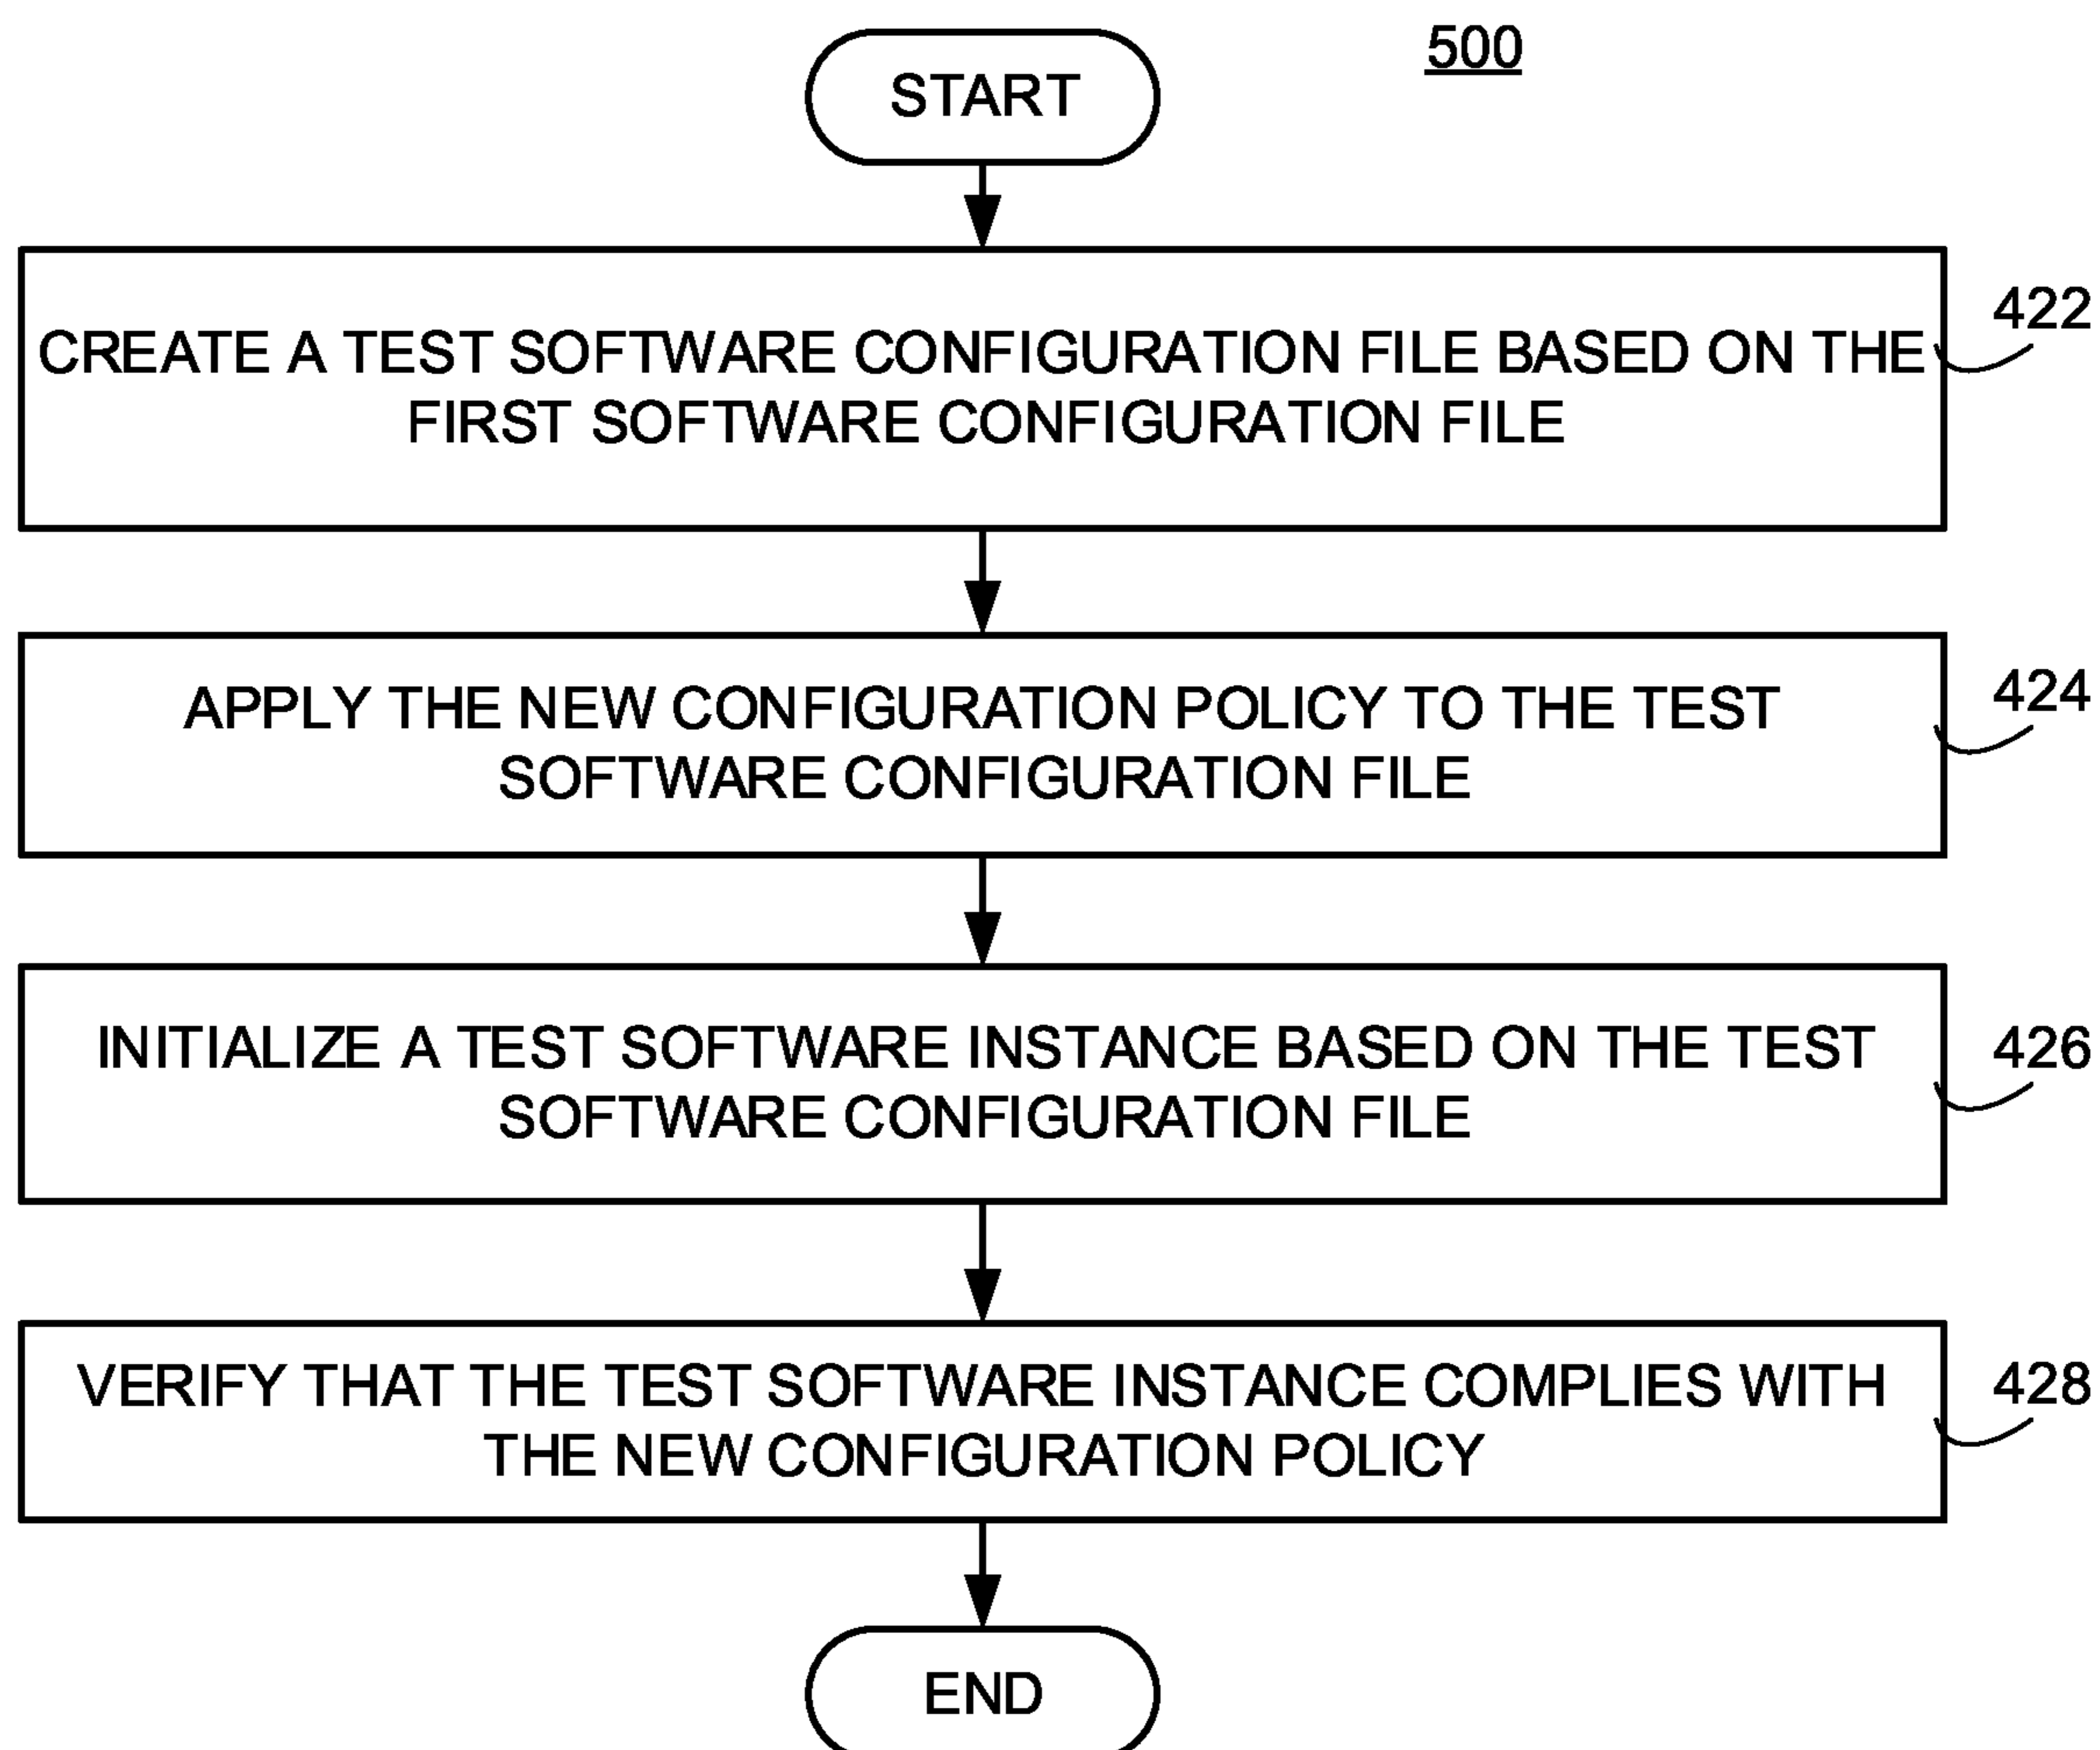 500
START
CREATE A TEST SOFTWARE CONFIGURATION FILE BASED ON THE
FIRST SOFTWARE CONFIGURATION FILE
422
APPLY THE NEW CONFIGURATION POLICY TO THE TEST
SOFTWARE CONFIGURATION FILE
424
INITIALIZE A TEST SOFTWARE INSTANCE BASED ON THE TEST
SOFTWARE CONFIGURATION FILE
426
VERIFY THAT THE TEST SOFTWARE INSTANCE COMPLIES WITH
THE NEW CONFIGURATION POLICY
428
END